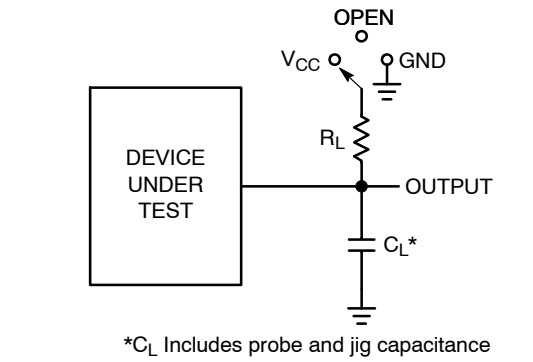 OPEN
VCC
GND
RL
DEVICE
UNDER
TEST
OUTPUT
CL*
*CL Includes probe and jig capacitance